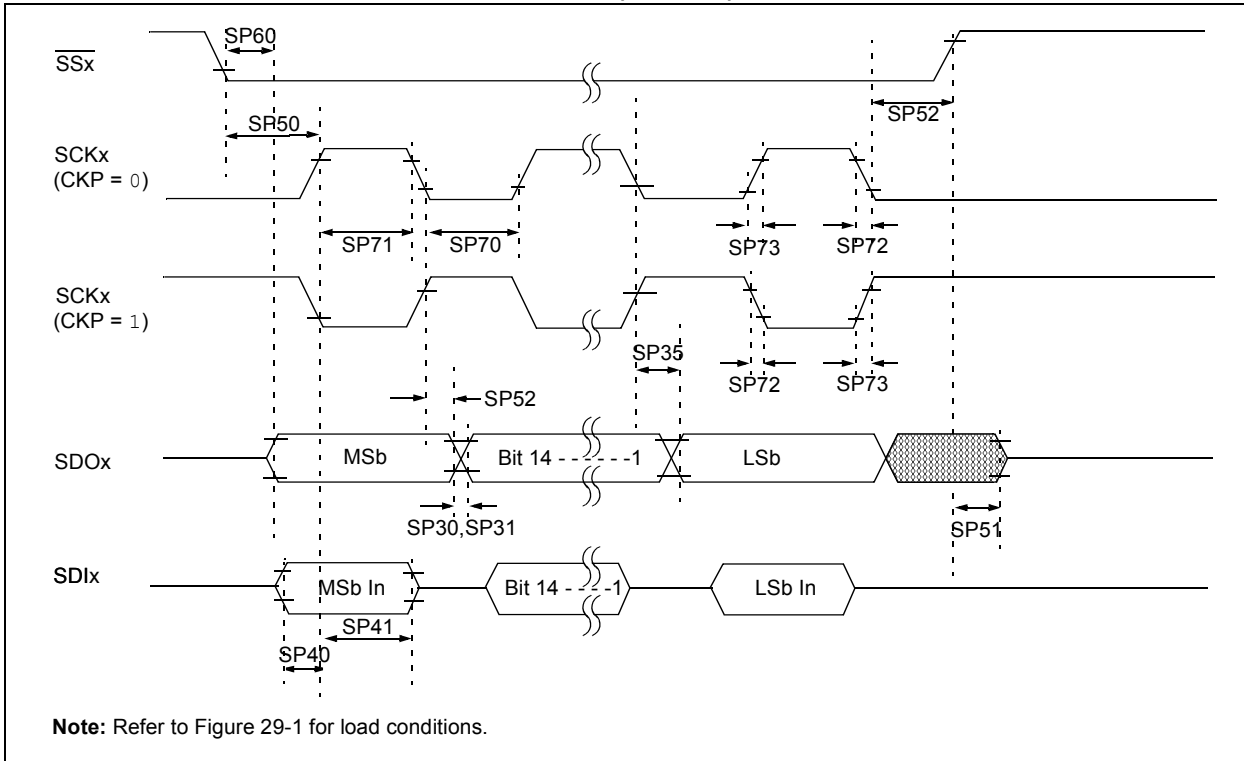 SP60
SSx
SP52
SP50
SCKx
(CKP = 0)
SP71
SP70
SP73
SP72
SCKx
(CKP = 1)
SP35
SP72
SP73
SP52
SDOx
MSb
Bit 14 - - - - - -1
LSb
SP30,SP31
SP51
SDIx
MSb In
Bit 14 - - - -1
LSb In
SP41
SP40
Note: Refer to Figure 29-1 for load conditions.